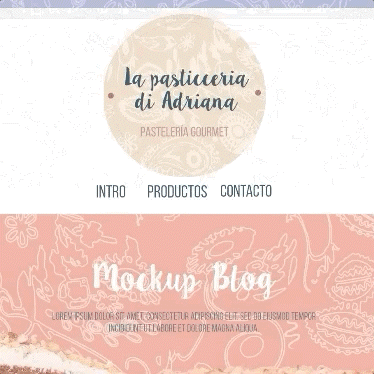 La pasticceria
di Adriana
PASTELERÍA GOURMET
INTRO PRODUCTOS CONTACTO
Mockup Blog
LOREM IPSUM DOLOR SIT AMET, CONSECTETUR ADIPISCING ELIT, SED DO EIUSMOD TEMPOR
INCIDIDUNT UT LABORE ET DOLORE MAGNA ALIQUA.